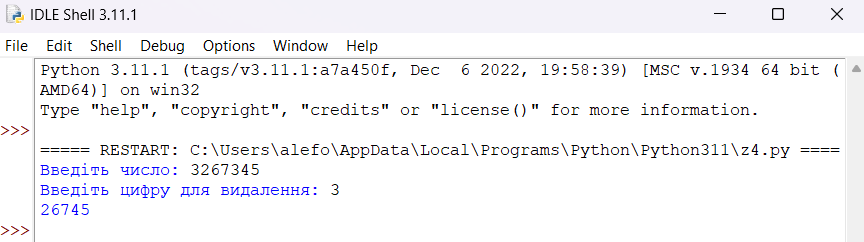 IDLE Shell 3.11.1
File Edit Shell Debug Options Window Help
Python 3.11.1 (tags/v3.11.1:a7a450f, Dec  6 2022, 19:58:39) [MSC v.1934 64 bit (
AMD64)] on win32
Type "help", "copyright", "credits" or "license()" for more information.
>>>
===== RESTART: C:\Users\alefo\AppData\Local\Programs\Python\Python311\z4.py ====
Введіть число: 3267345
Введіть цифру для видалення: 3
26745
>>>